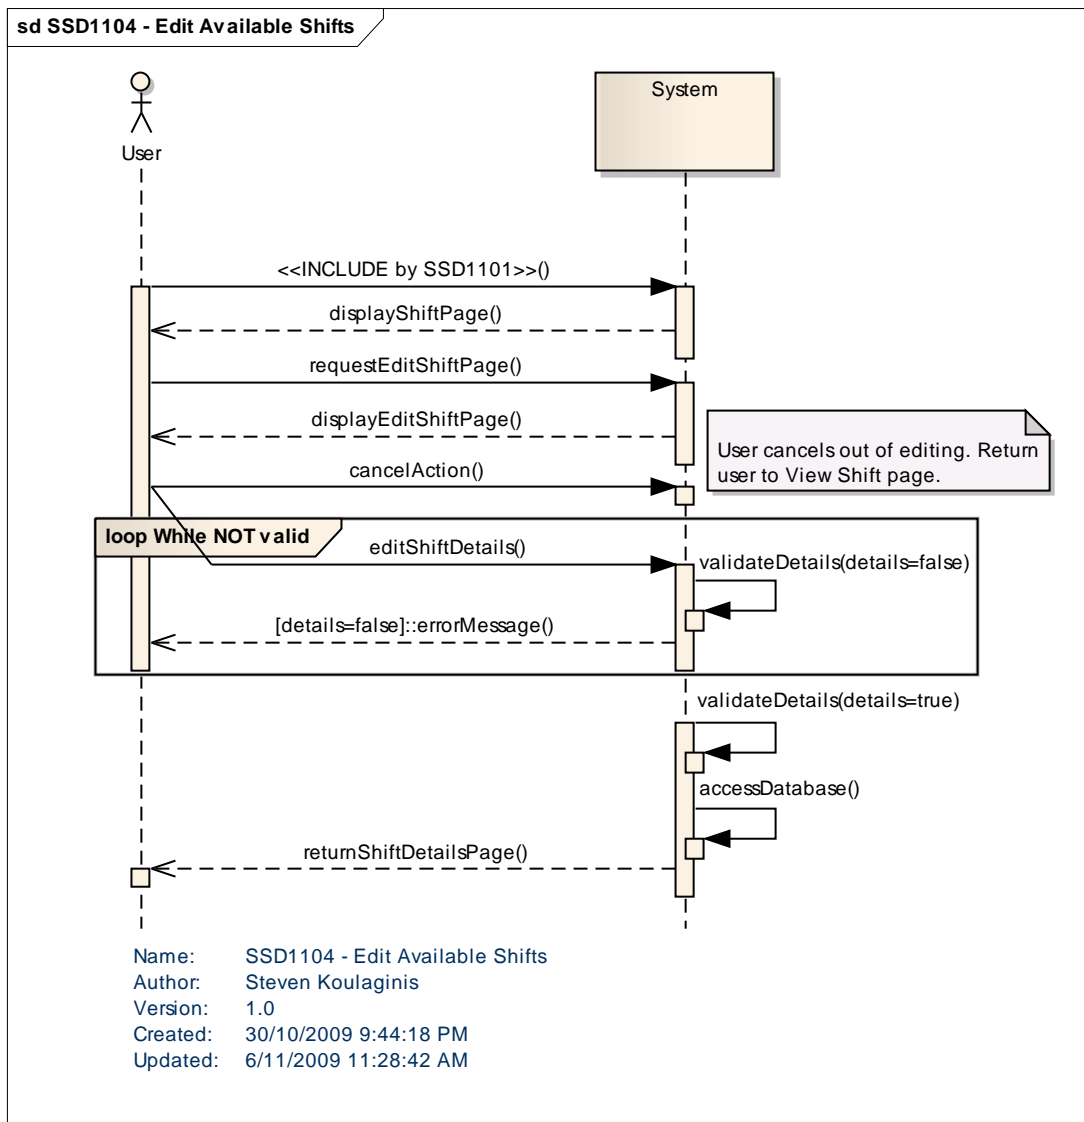 sd SSD1104 - Edit Available Shifts
System
User
<<INCLUDE by SSD1101>>()
displayShiftPage()
requestEditShiftPage()
displayEditShiftPage()
User cancels out of editing. Return
user to View Shift page.
cancelAction()
loop While NOT valid
editShiftDetails()
validateDetails(details=false)
[details=false]::errorMessage()
validateDetails(details=true)
accessDatabase()
returnShiftDetailsPage()
Name: SSD1104 - Edit Available Shifts
Author: Steven Koulaginis
Version: 1.0
Created: 30/10/2009 9:44:18 PM
Updated: 6/11/2009 11:28:42 AM